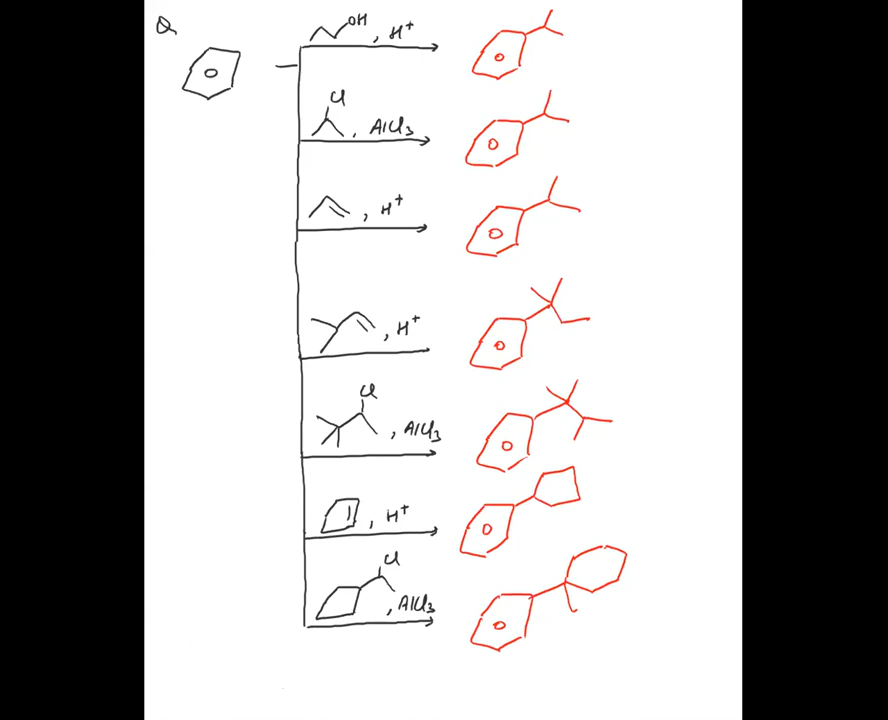 Q
OH , H⁺
Cl
, AlCl₃
, H⁺
, H⁺
Cl
, AlCl₃
, H⁺
Cl
, AlCl₃